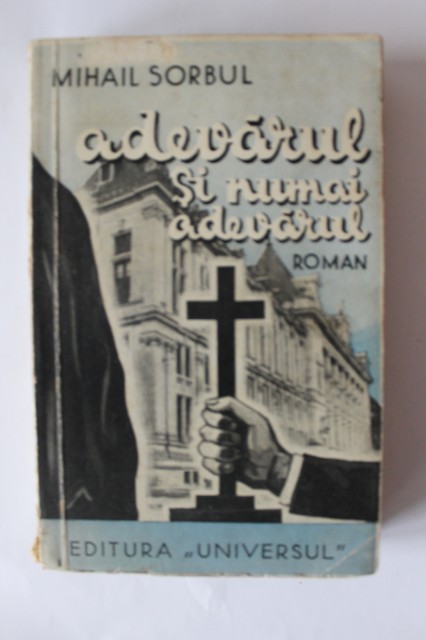 MIHAIL SORBUL
adevărul
Și numai
adevărul
ROMAN
EDITURA „UNIVERSUL”